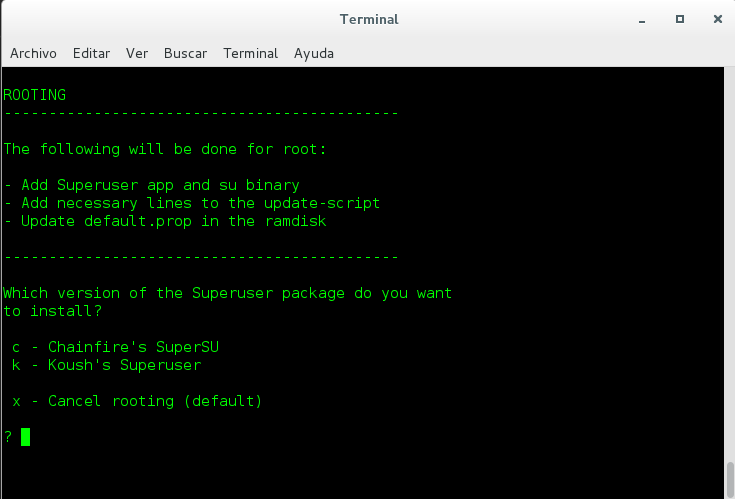 Terminal
Archivo Editar Ver Buscar Terminal Ayuda
ROOTING
-------------------------------------------
The following will be done for root:
- Add Superuser app and su binary
- Add necessary lines to the update-script
- Update default.prop in the ramdisk
-------------------------------------------
Which version of the Superuser package do you want
to install?
c - Chainfire's SuperSU
k - Koush's Superuser
x - Cancel rooting (default)
?